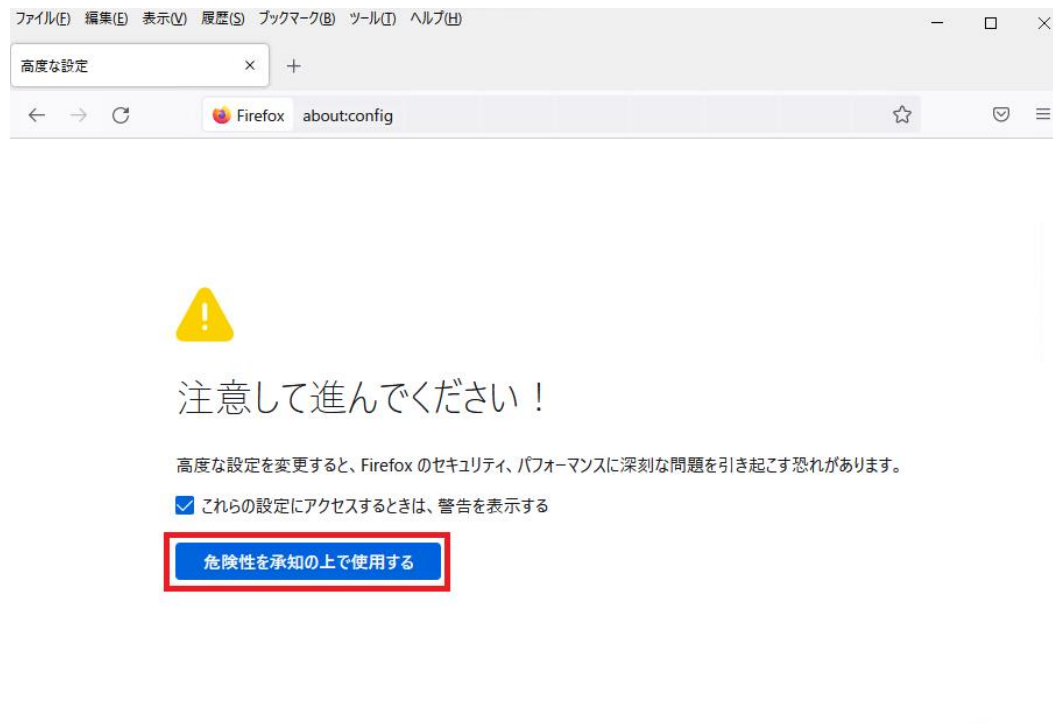 ファイル(F) 編集(E) 表示(V) 履歴(S) ブックマーク(B) ツール(T) ヘルプ(H)
高度な設定
Firefox about:config
注意して進んでください！
高度な設定を変更すると、Firefox のセキュリティ、パフォーマンスに深刻な問題を引き起こす恐れがあります。
これらの設定にアクセスするときは、警告を表示する
危険性を承知の上で使用する